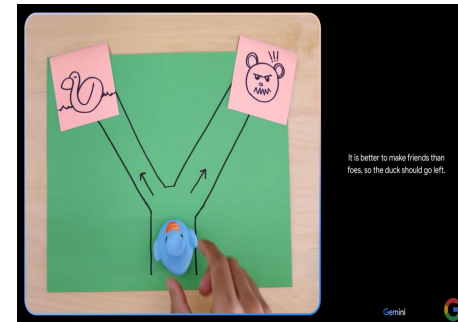 !!!
It is better to make friends than
foes, so the duck should go left.
Gemini